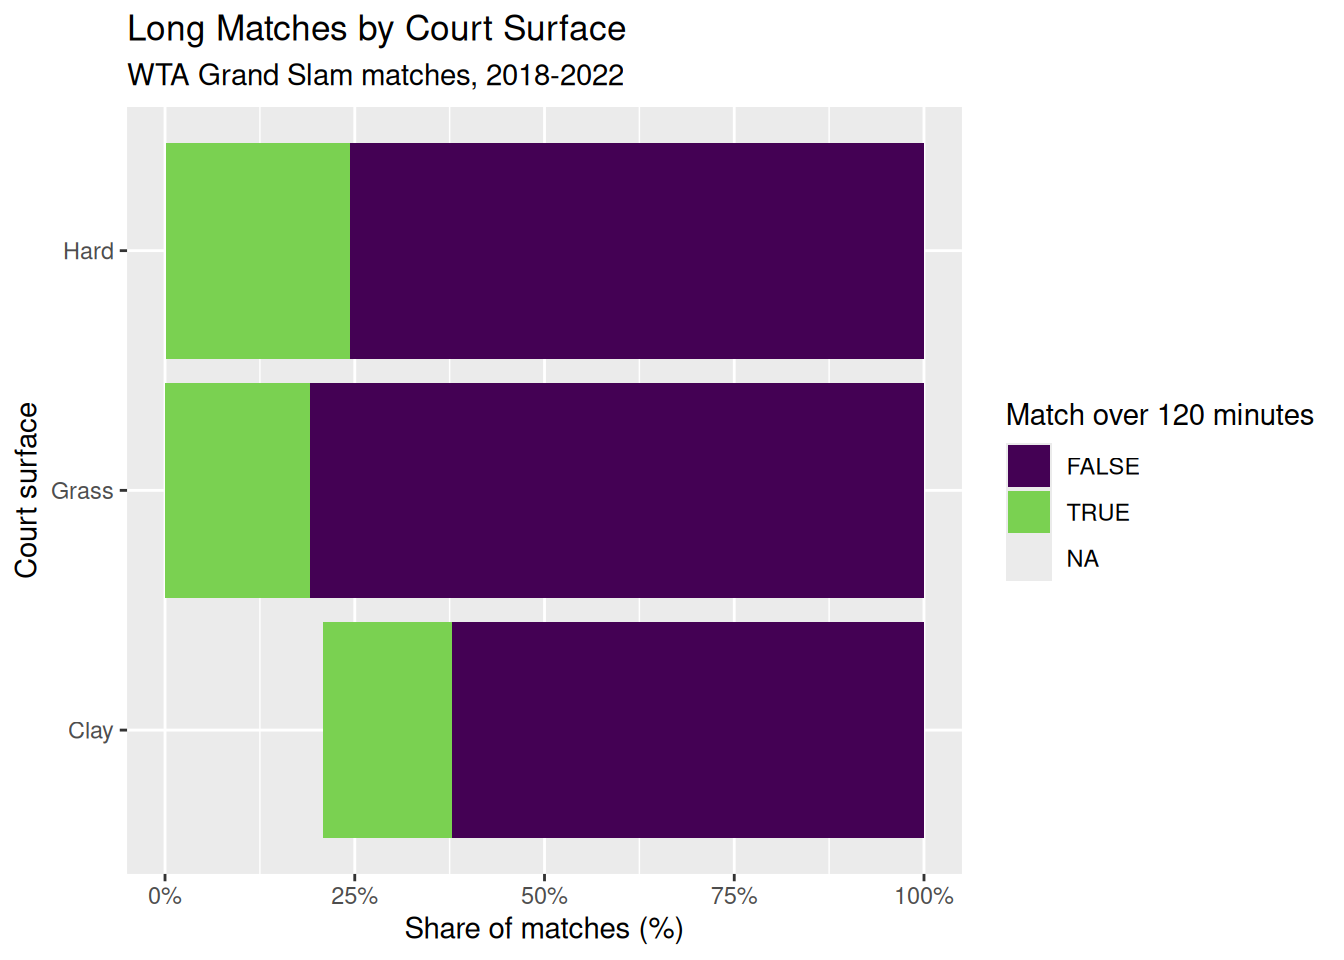 Long Matches by Court Surface
WTA Grand Slam matches, 2018-2022
Court surface
Hard
Grass
Clay
0% 25% 50% 75% 100%
Share of matches (%)
Match over 120 minutes
FALSE
TRUE
NA